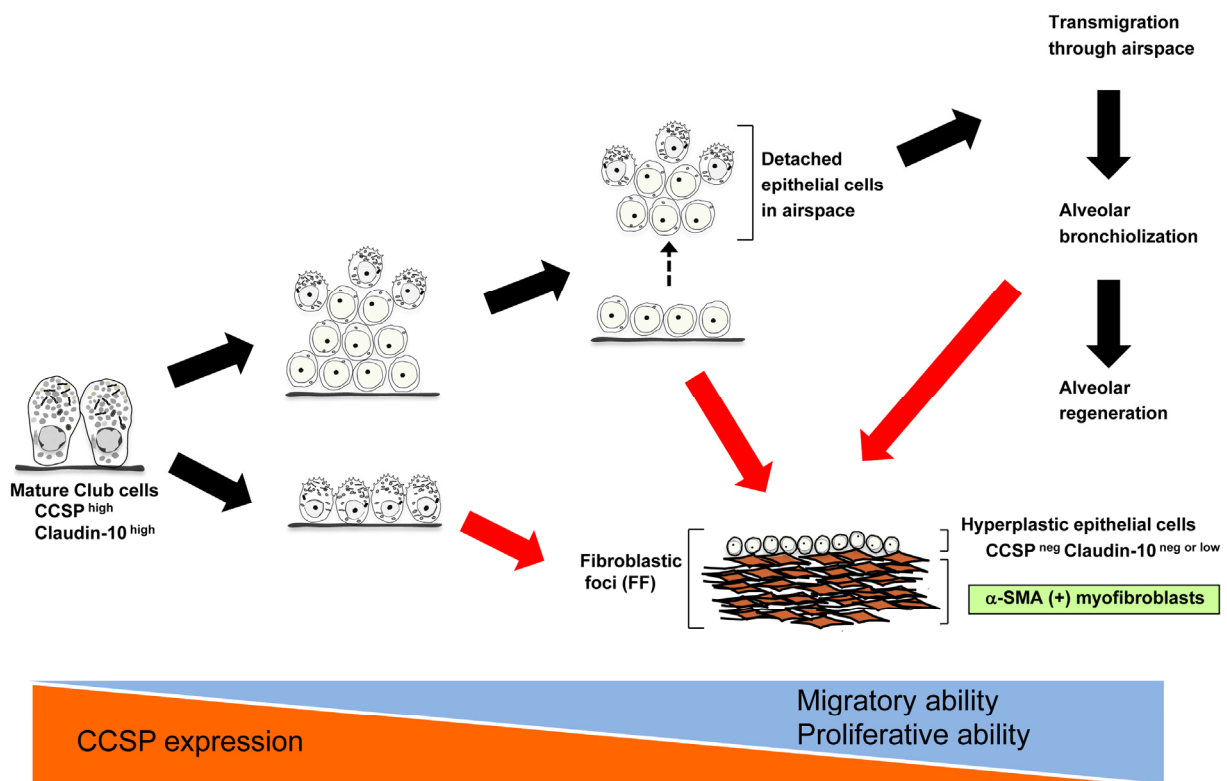 Transmigration
through airspace
Detached
epithelial cells
in airspace
Alveolar
bronchiolization
Alveolar
regeneration
Mature Club cells
CCSP high
Claudin-10 high
Fibroblastic
foci (FF)
Hyperplastic epithelial cells
CCSP neg Claudin-10 neg or low
α-SMA (+) myofibroblasts
CCSP expression
Migratory ability
Proliferative ability